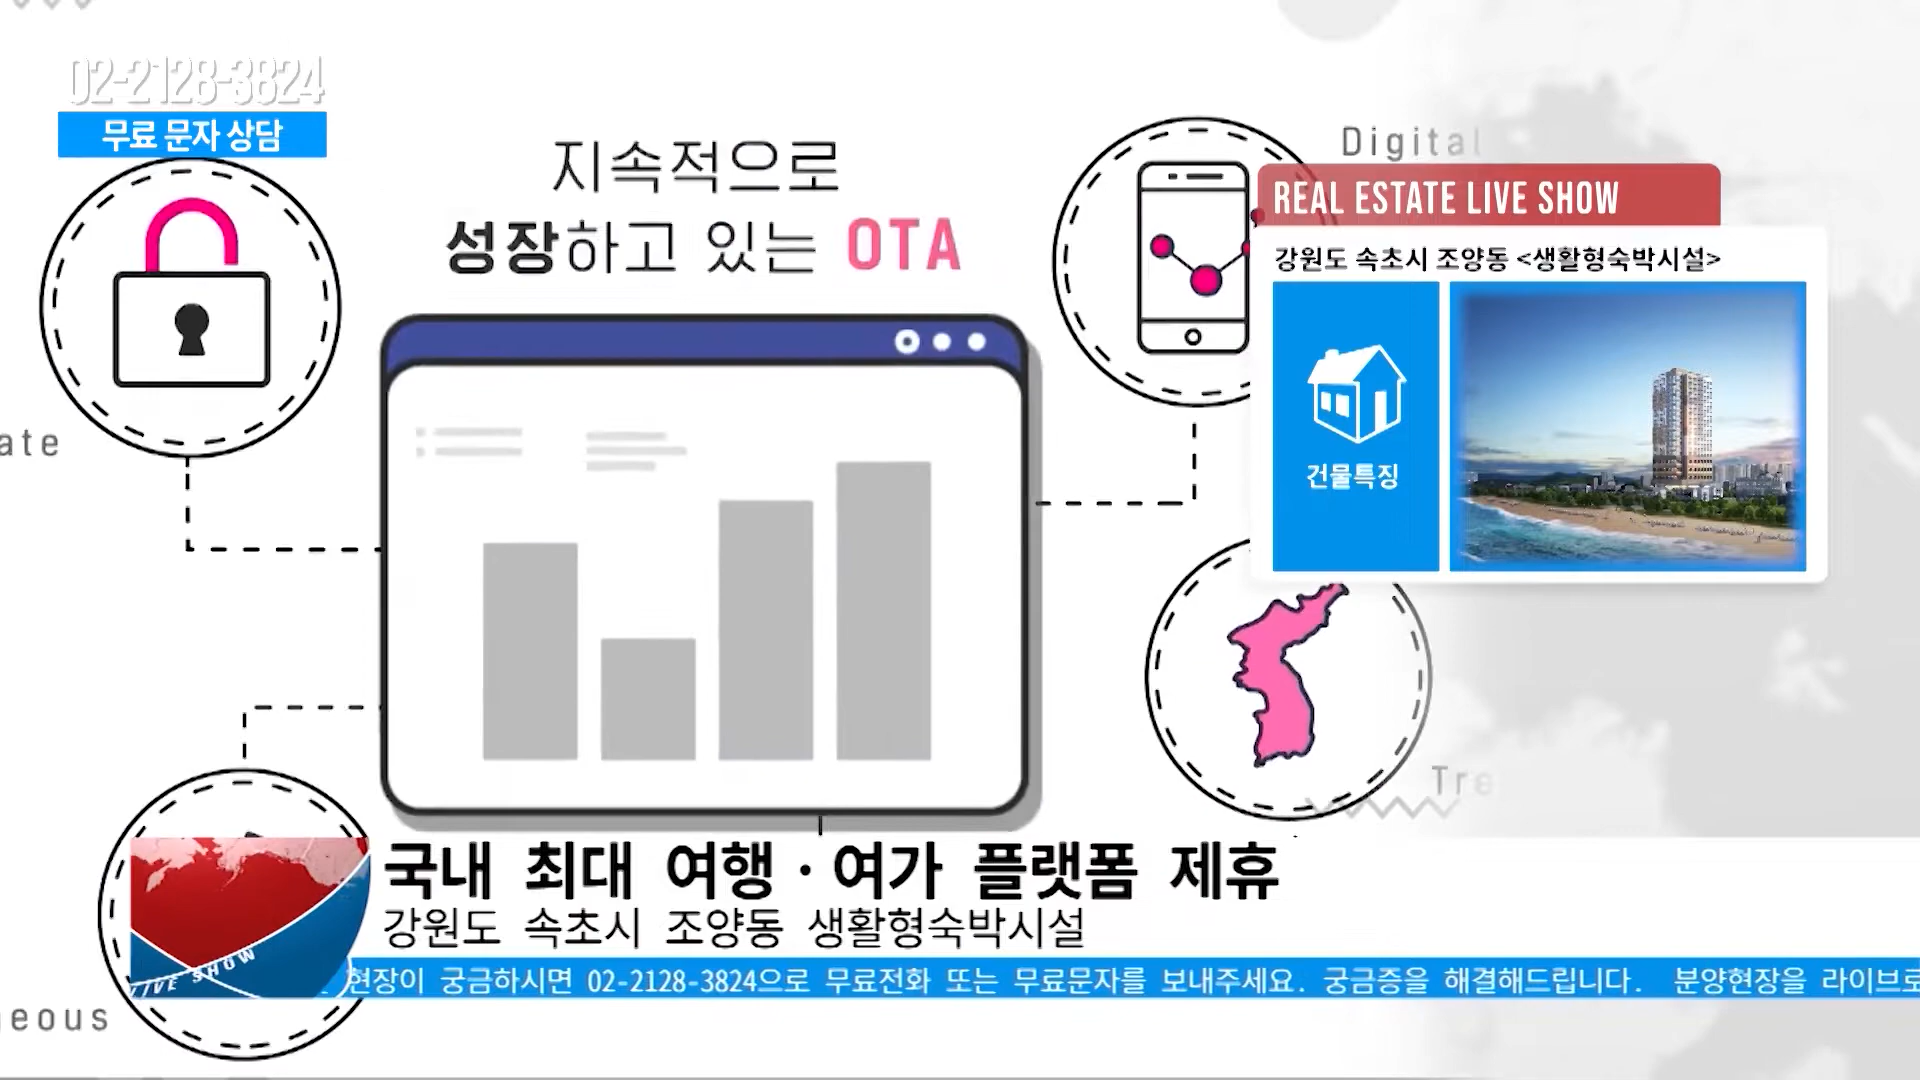 02-2128-3824
무료 문자 상담
지속적으로
성장하고 있는 OTA
Digital
REAL ESTATE LIVE SHOW
강원도 속초시 조양동 <생활형숙박시설>
건물특징
ate
Tre
국내 최대 여행·여가 플랫폼 제휴
강원도 속초시 조양동 생활형숙박시설
LIVE SHOW
현장이 궁금하시면 02-2128-3824으로 무료전화 또는 무료문자를 보내주세요. 궁금증을 해결해드립니다. 분양현장을 라이브로
eous